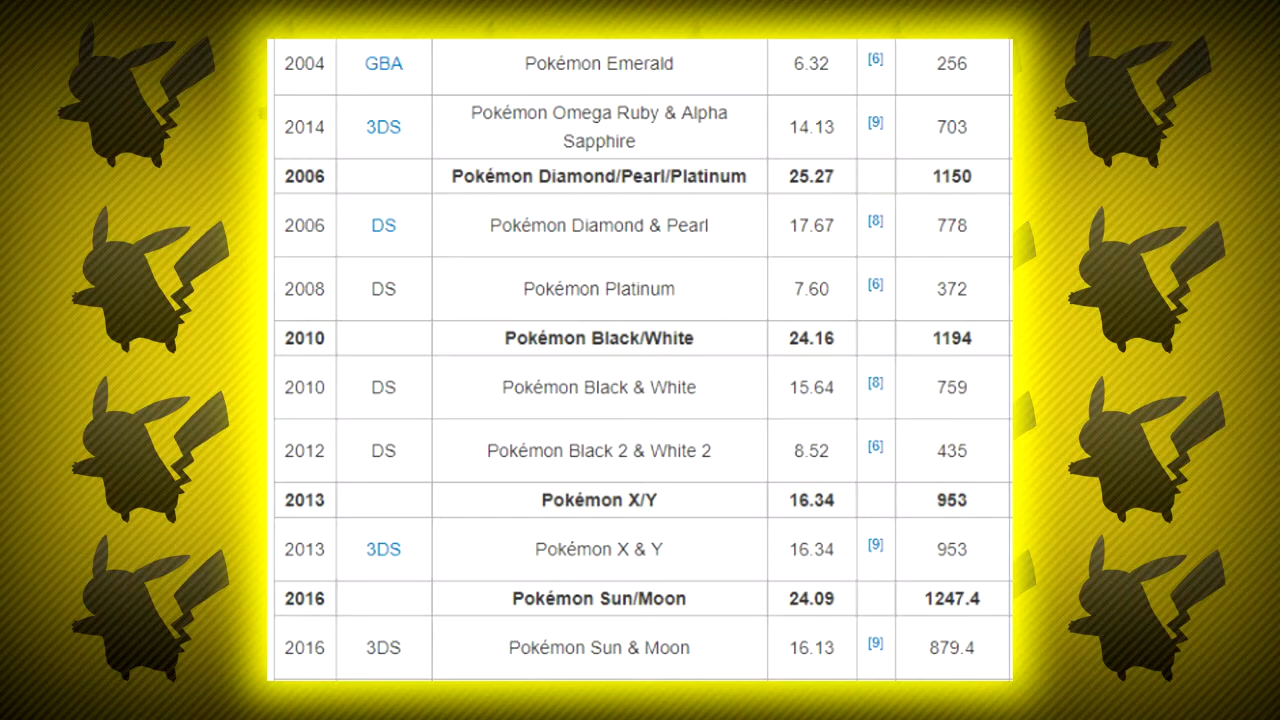 2004 GBA Pokémon Emerald 6.32 [6] 256
2014 3DS Pokémon Omega Ruby & Alpha Sapphire 14.13 [9] 703
2006 Pokémon Diamond/Pearl/Platinum 25.27 1150
2006 DS Pokémon Diamond & Pearl 17.67 [8] 778
2008 DS Pokémon Platinum 7.60 [6] 372
2010 Pokémon Black/White 24.16 1194
2010 DS Pokémon Black & White 15.64 [8] 759
2012 DS Pokémon Black 2 & White 2 8.52 [6] 435
2013 Pokémon X/Y 16.34 953
2013 3DS Pokémon X & Y 16.34 [9] 953
2016 Pokémon Sun/Moon 24.09 1247.4
2016 3DS Pokémon Sun & Moon 16.13 [9] 879.4